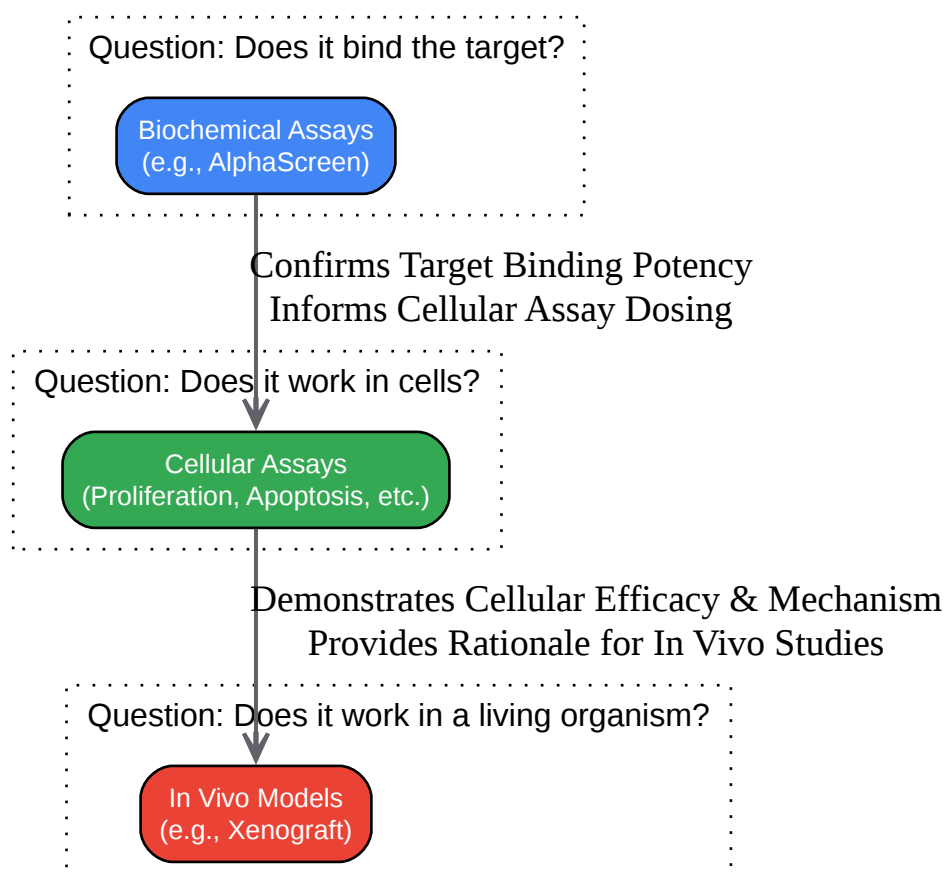 Question: Does it bind the target?
Biochemical Assays
(e.g., AlphaScreen)
Confirms Target Binding Potency
Informs Cellular Assay Dosing
Question: Does it work in cells?
Cellular Assays
(Proliferation, Apoptosis, etc.)
Demonstrates Cellular Efficacy & Mechanism
Provides Rationale for In Vivo Studies
Question: Does it work in a living organism?
In Vivo Models
(e.g., Xenograft)